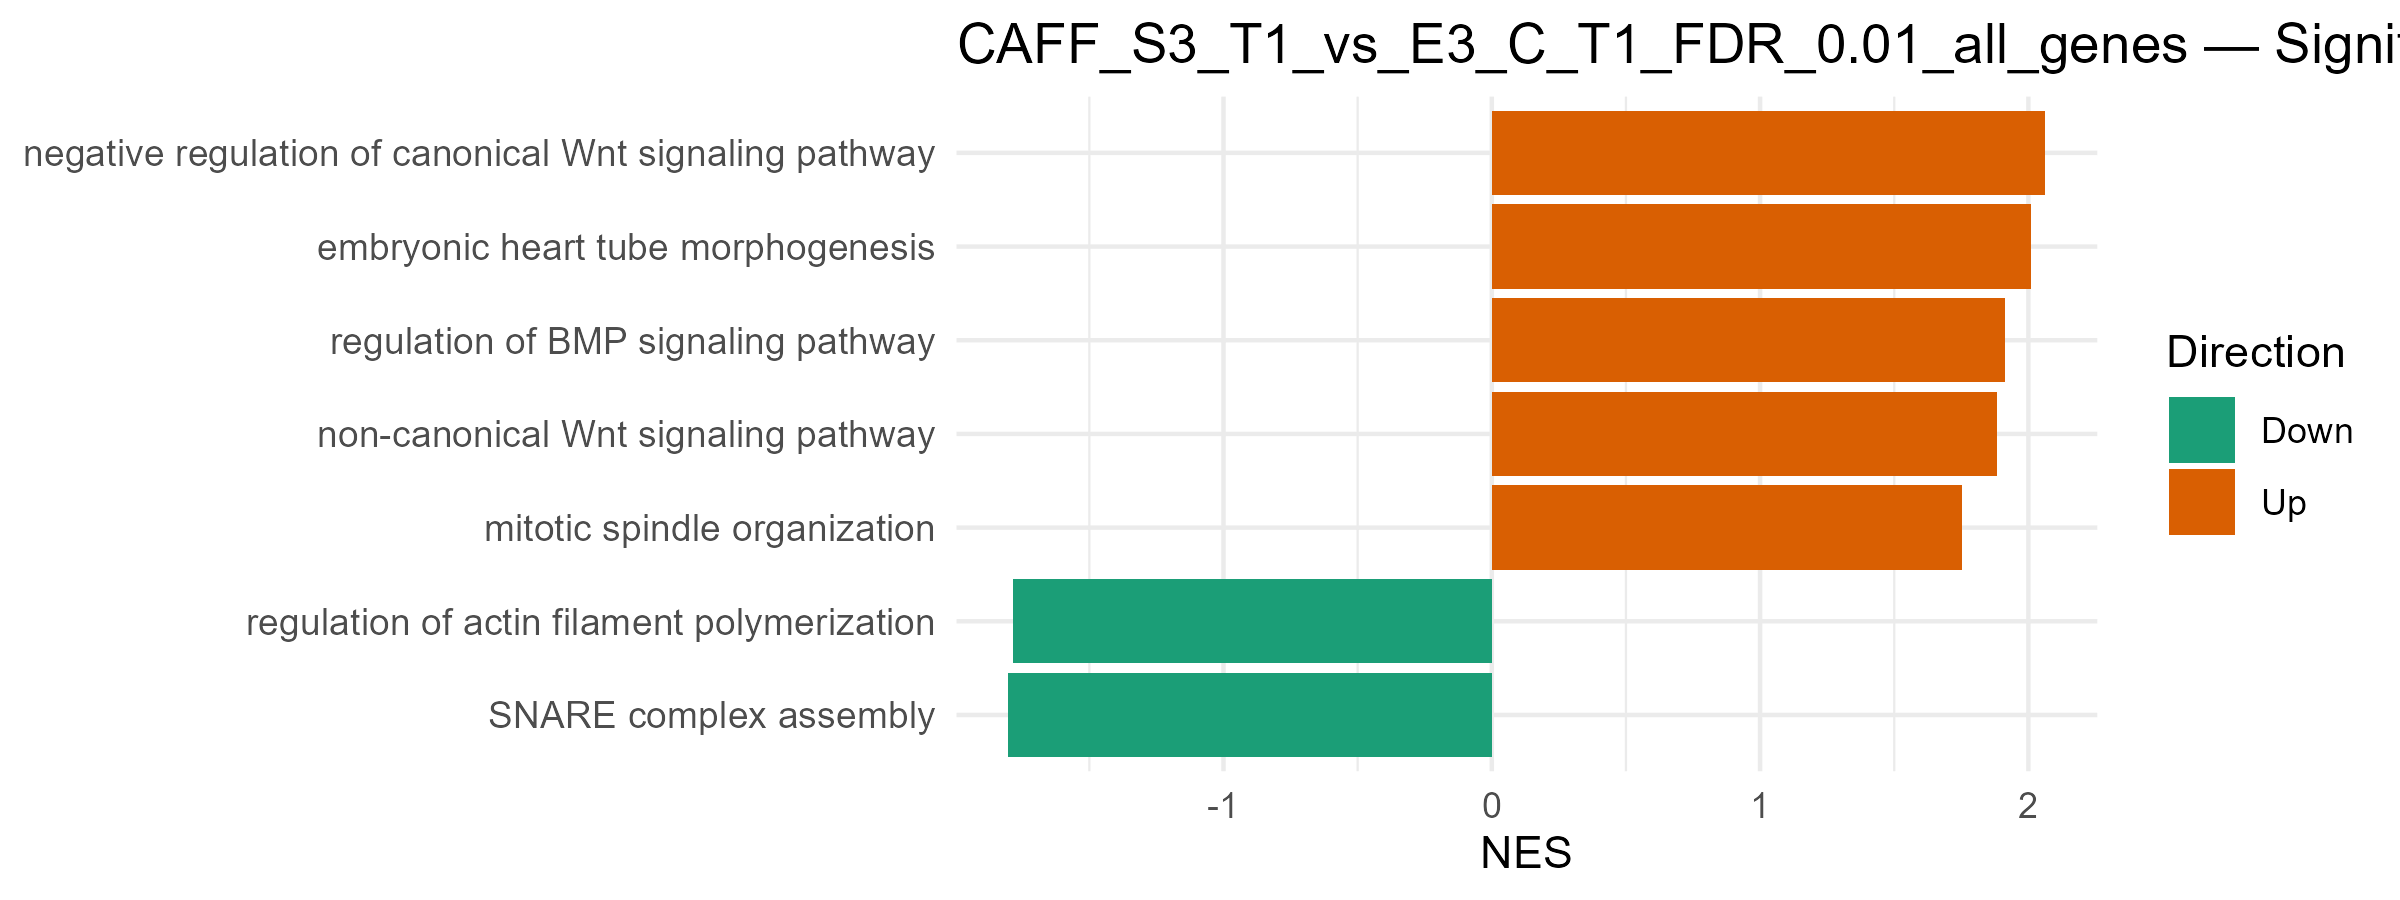 CAFF_S3_T1_vs_E3_C_T1_FDR_0.01_all_genes — Signi
negative regulation of canonical Wnt signaling pathway
embryonic heart tube morphogenesis
regulation of BMP signaling pathway
non-canonical Wnt signaling pathway
mitotic spindle organization
regulation of actin filament polymerization
SNARE complex assembly
-1 0 1 2
NES
Direction
Down
Up